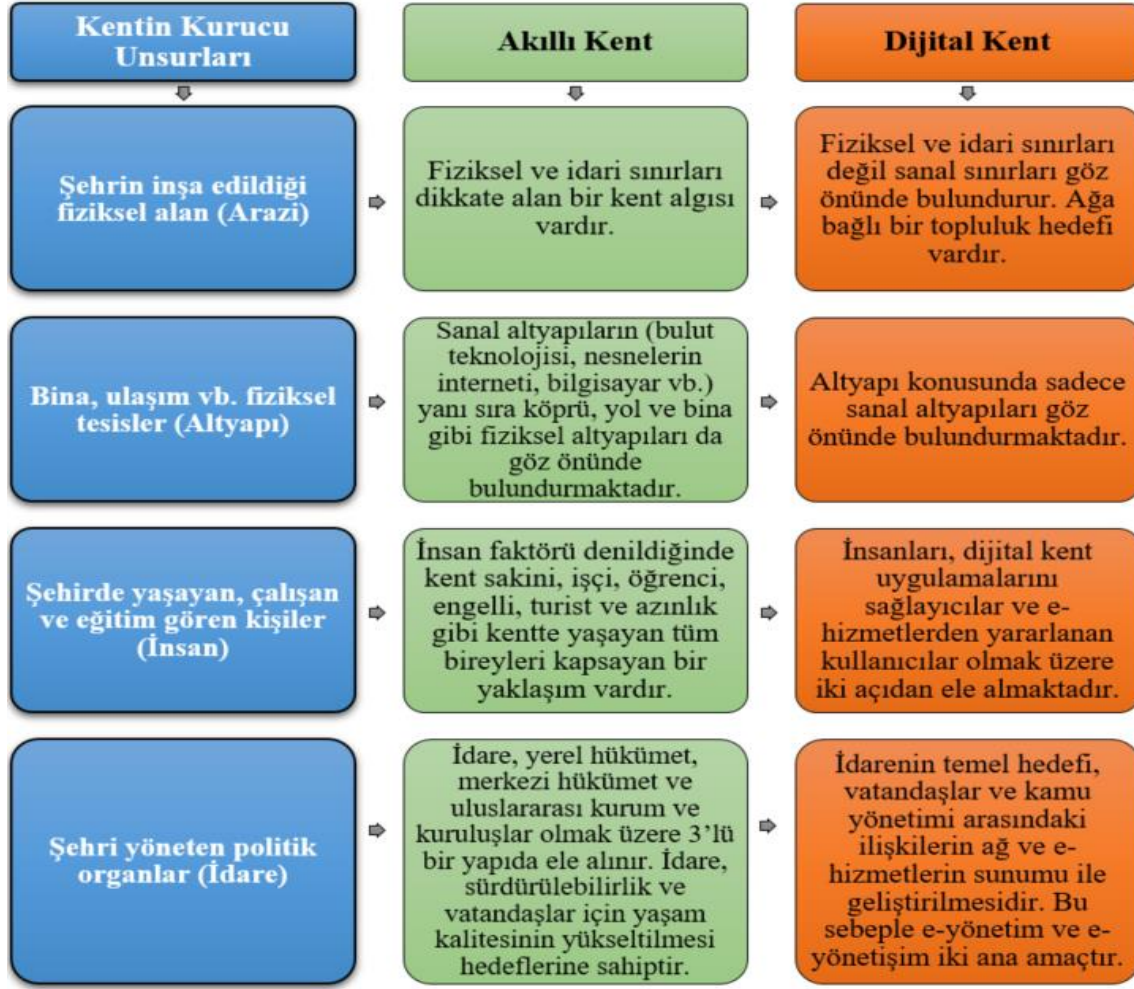 Kentin Kurucu
Unsurları
Akıllı Kent
Dijital Kent
Şehrin inşa edildiği
fiziksel alan (Arazi)
Fiziksel ve idari sınırları
dikkate alan bir kent algısı
vardır.
Fiziksel ve idari sınırları
değil sanal sınırları göz
önünde bulundurur. Ağa
bağlı bir topluluk hedefi
vardır.
Bina, ulaşım vb. fiziksel
tesisler (Altyapı)
Sanal altyapıların (bulut
teknolojisi, nesnelerin
interneti, bilgisayar vb.)
yanı sıra köprü, yol ve bina
gibi fiziksel altyapıları da
göz önünde
bulundurmaktadır.
Altyapı konusunda sadece
sanal altyapıları göz
önünde bulundurmaktadır.
Şehirde yaşayan, çalışan
ve eğitim gören kişiler
(İnsan)
İnsan faktörü denildiğinde
kent sakini, işçi, öğrenci,
engelli, turist ve azınlık
gibi kentte yaşayan tüm
bireyleri kapsayan bir
yaklaşım vardır.
İnsanları, dijital kent
uygulamalarını
sağlayıcılar ve e-
hizmetlerden yararlanan
kullanıcılar olmak üzere
iki açıdan ele almaktadır.
Şehri yöneten politik
organlar (İdare)
İdare, yerel hükümet,
merkezi hükümet ve
uluslararası kurum ve
kuruluşlar olmak üzere 3’lü
bir yapıda ele alınır. İdare,
sürdürülebilirlik ve
vatandaşlar için yaşam
kalitesinin yükseltilmesi
hedeflerine sahiptir.
İdarenin temel hedefi,
vatandaşlar ve kamu
yönetimi arasındaki
ilişkilerin ağ ve e-
hizmetlerin sunumu ile
geliştirilmesidir. Bu
sebeple e-yönetim ve e-
yönetişim iki ana amaçtır.